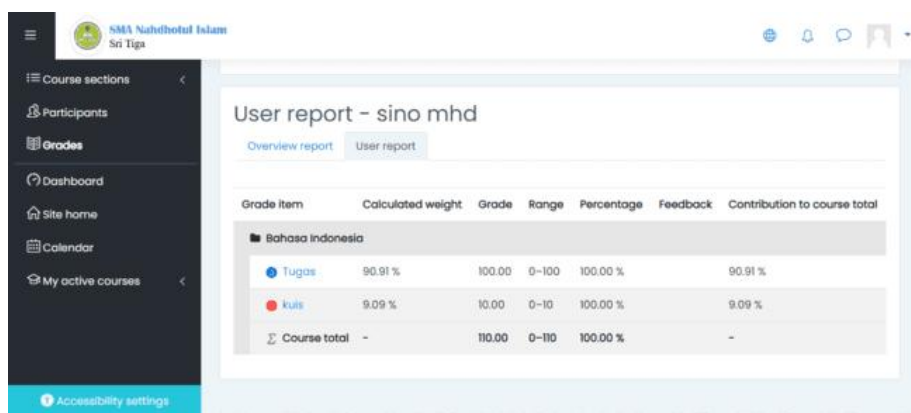 SMA Nahdhotul Islam
Sri Tiga
Course sections
Participants
Grades
Dashboard
Site home
Calendar
My active courses
Accessibility settings
User report - sino mhd
Overview report User report
Grade item Calculated weight Grade Range Percentage Feedback Contribution to course total
Bahasa Indonesia
Tugas 90.91 % 100.00 0–100 100.00 % 90.91 %
kuis 9.09 % 10.00 0–10 100.00 % 9.09 %
∑ Course total - 110.00 0–110 100.00 % -